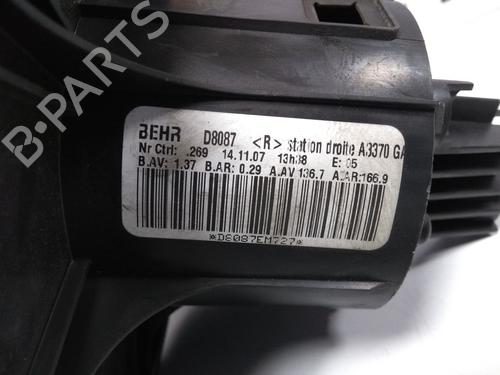 BEHR D8087 <R> station droite A3370 GA
Nr Ctrl: .269 14.11.07 13h38 E: 05
B.AV: 1.37 B.AR: 0.29 A.AV 136.7 A.AR:166.9
*D8087EM727*
B-PARTS